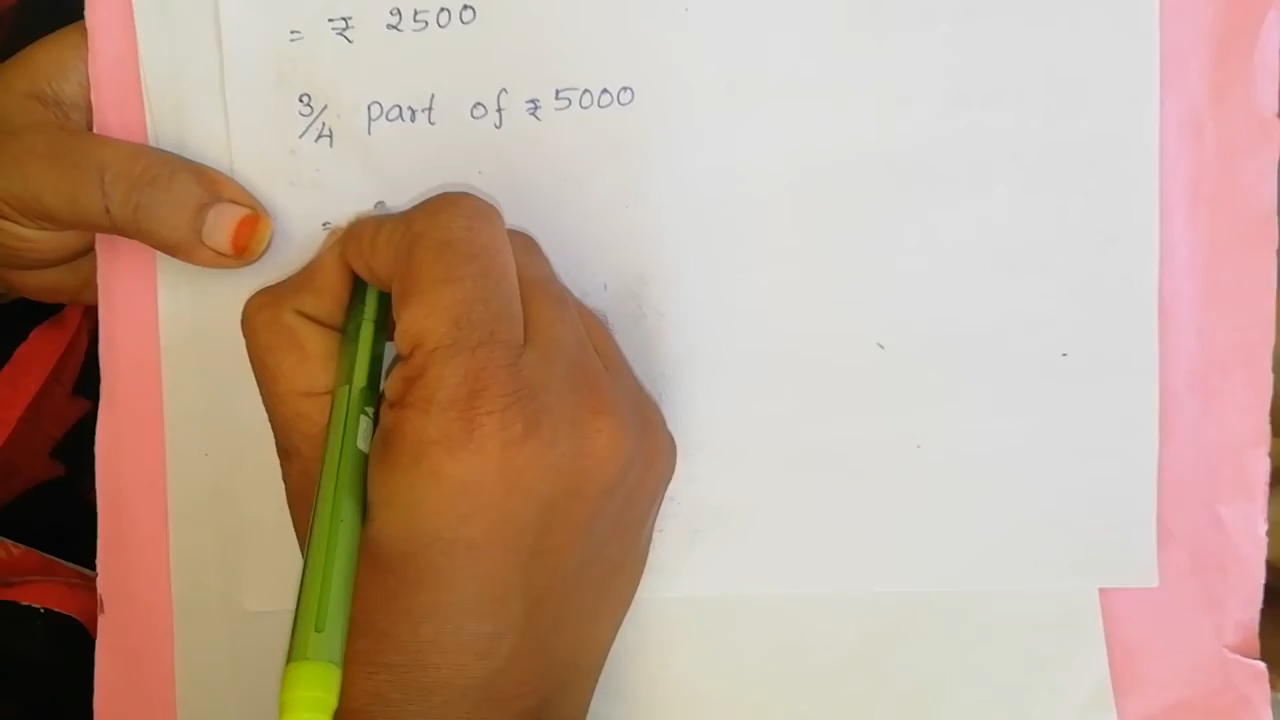 = ₹ 2500
3/4 part of ₹ 5000
=